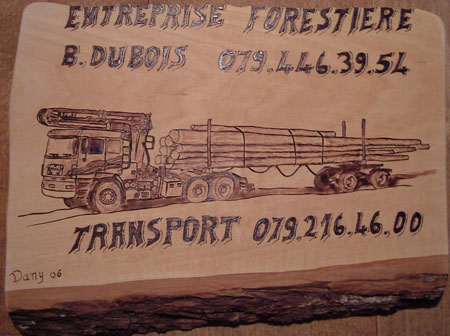 ENTREPRISE FORESTIERE
B. DUBOIS 079.446.39.54
TRANSPORT 079.216.46.00
Dany 06